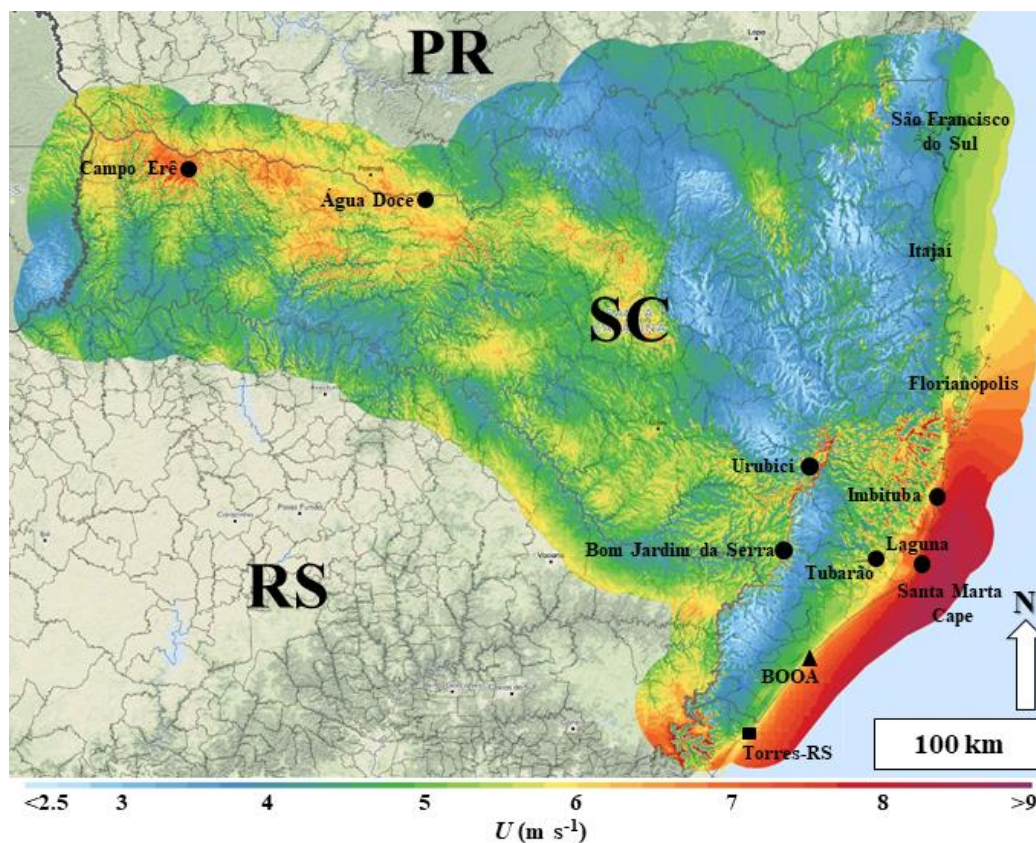 PR
Lapa
São Francisco
do Sul
Campo Erê
Água Doce
Itajaí
SC
Florianópolis
Urubici
Imbituba
Bom Jardim da Serra
Laguna
Tubarão
RS
Santa Marta
Cape
N
BOOA
100 km
Torres-RS
<2.5 3 4 5 6 7 8 >9
U (m s⁻¹)